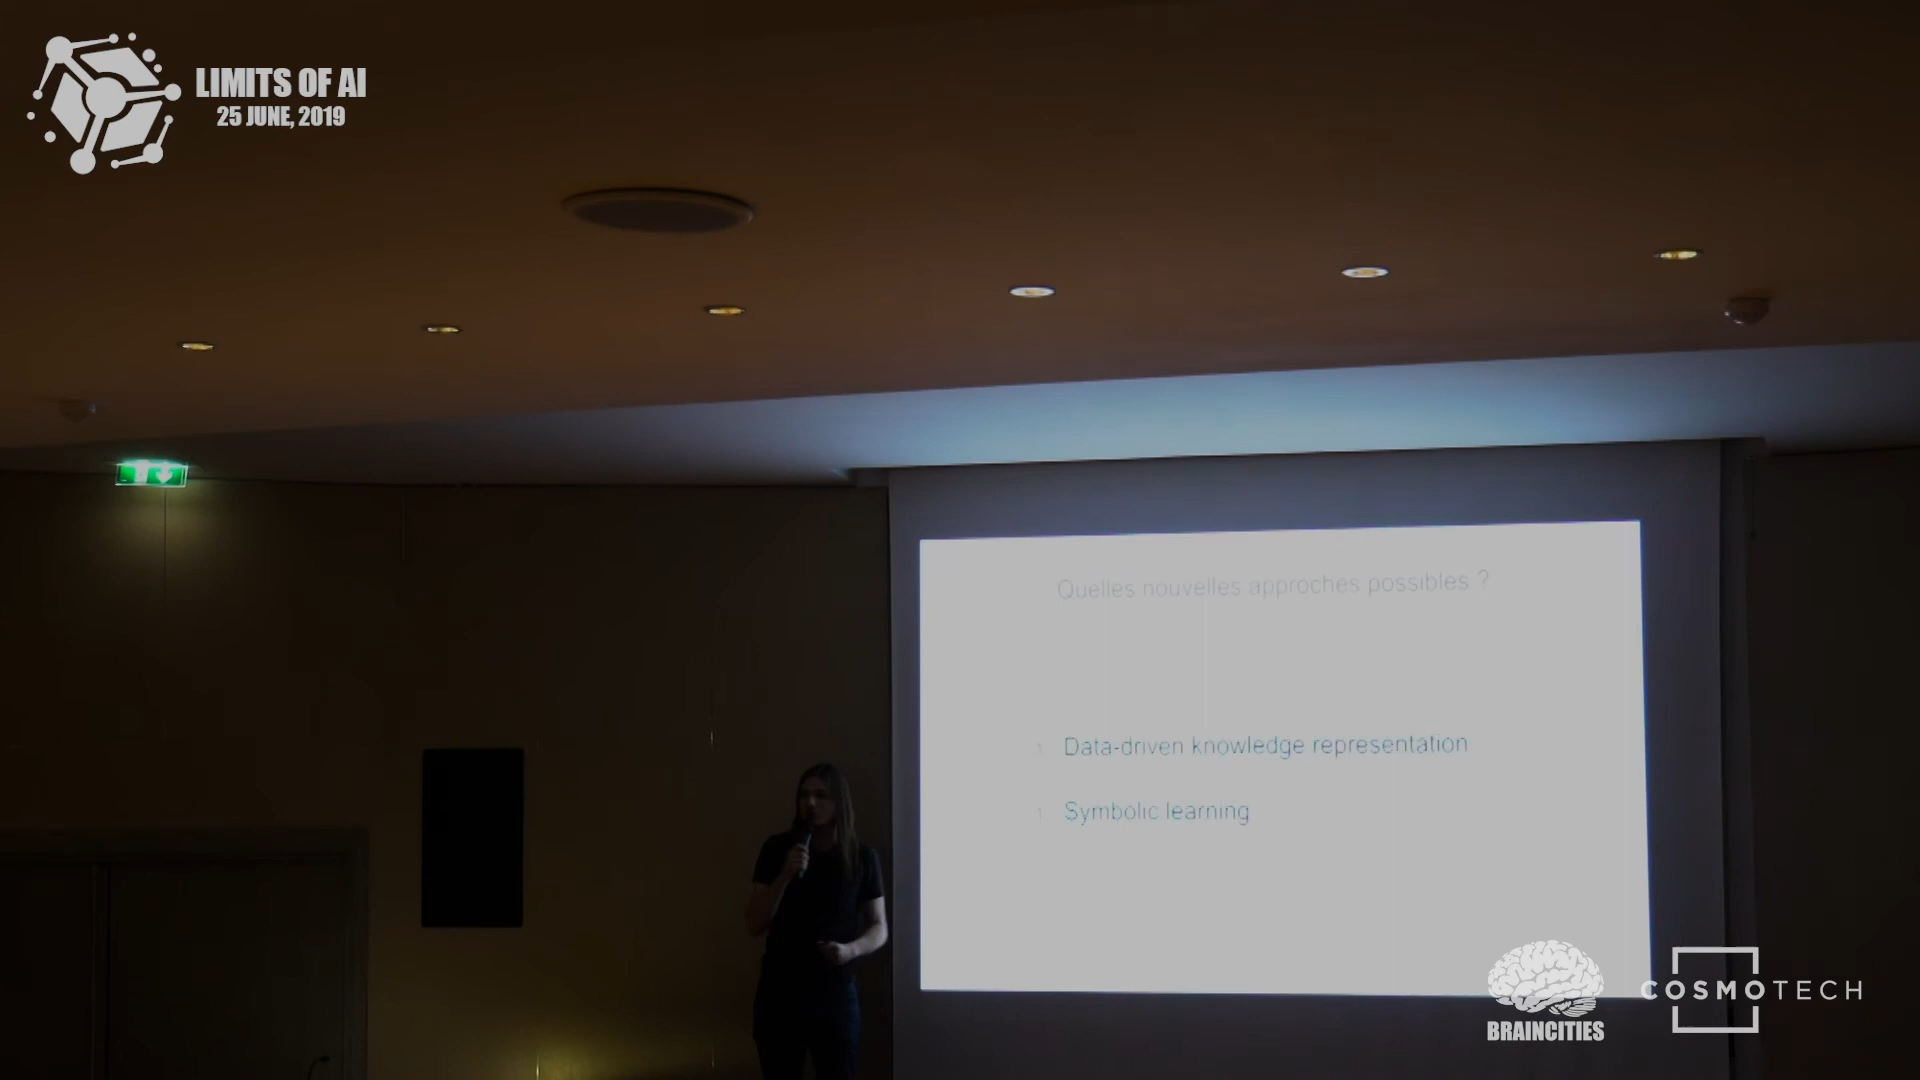 LIMITS OF AI
25 JUNE, 2019
Quelles nouvelles approches possibles ?
Data-driven knowledge representation
Symbolic learning
BRAINCITIES
COSMOTECH